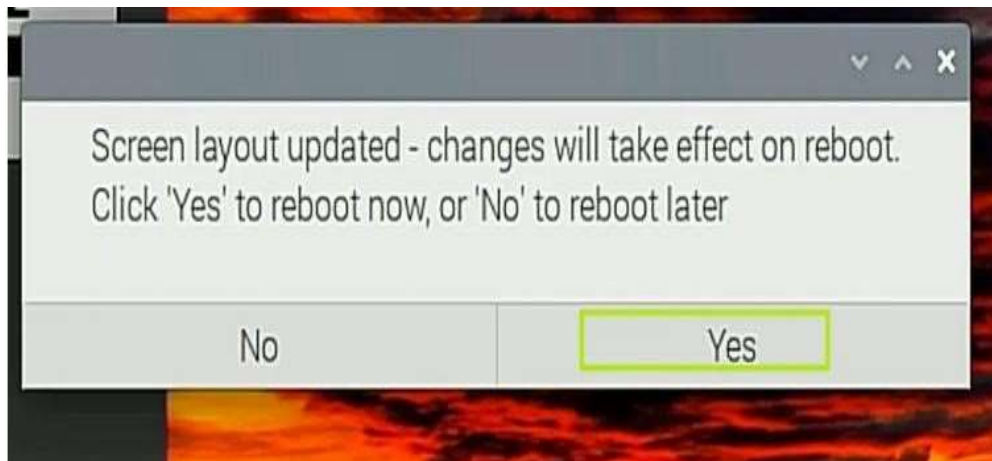 Screen layout updated - changes will take effect on reboot.
Click 'Yes' to reboot now, or 'No' to reboot later
No
Yes